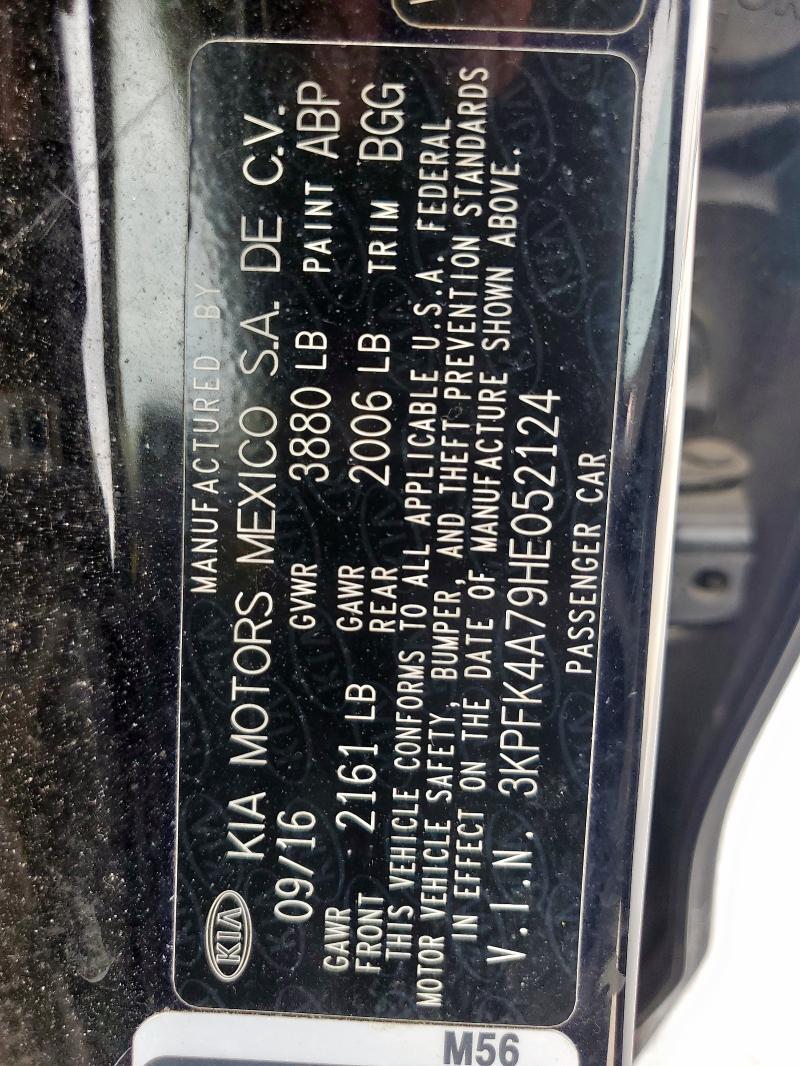 MANUFACTURED BY
KIA KIA MOTORS MEXICO S.A. DE C.V.
09/16 GVWR 3880 LB PAINT ABP
GAWR FRONT 2161 LB GAWR REAR 2006 LB TRIM BGG
THIS VEHICLE CONFORMS TO ALL APPLICABLE U.S.A. FEDERAL
MOTOR VEHICLE SAFETY, BUMPER, AND THEFT PREVENTION STANDARDS
IN EFFECT ON THE DATE OF MANUFACTURE SHOWN ABOVE.
V.I.N. 3KPFK4A79HE052124
PASSENGER CAR
M56